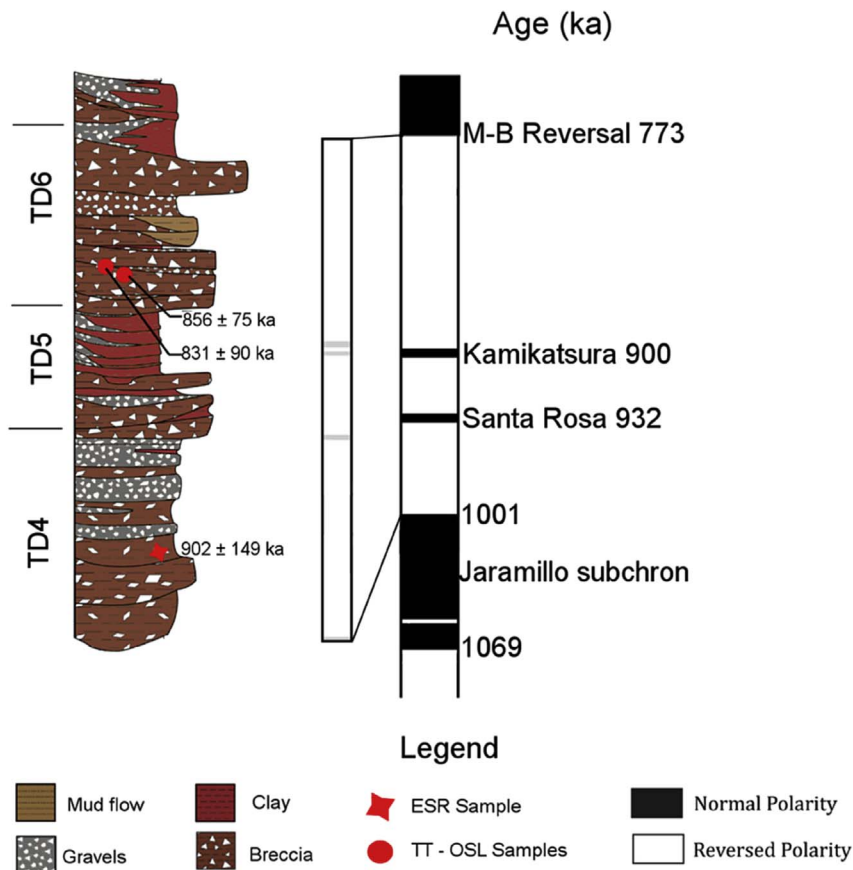 Age (ka)
M-B Reversal 773
TD6
856 ± 75 ka
831 ± 90 ka
TD5
Kamikatsura 900
Santa Rosa 932
TD4
902 ± 149 ka
1001
Jaramillo subchron
1069
Legend
Mud flow
Clay
ESR Sample
Normal Polarity
Gravels
Breccia
TT - OSL Samples
Reversed Polarity